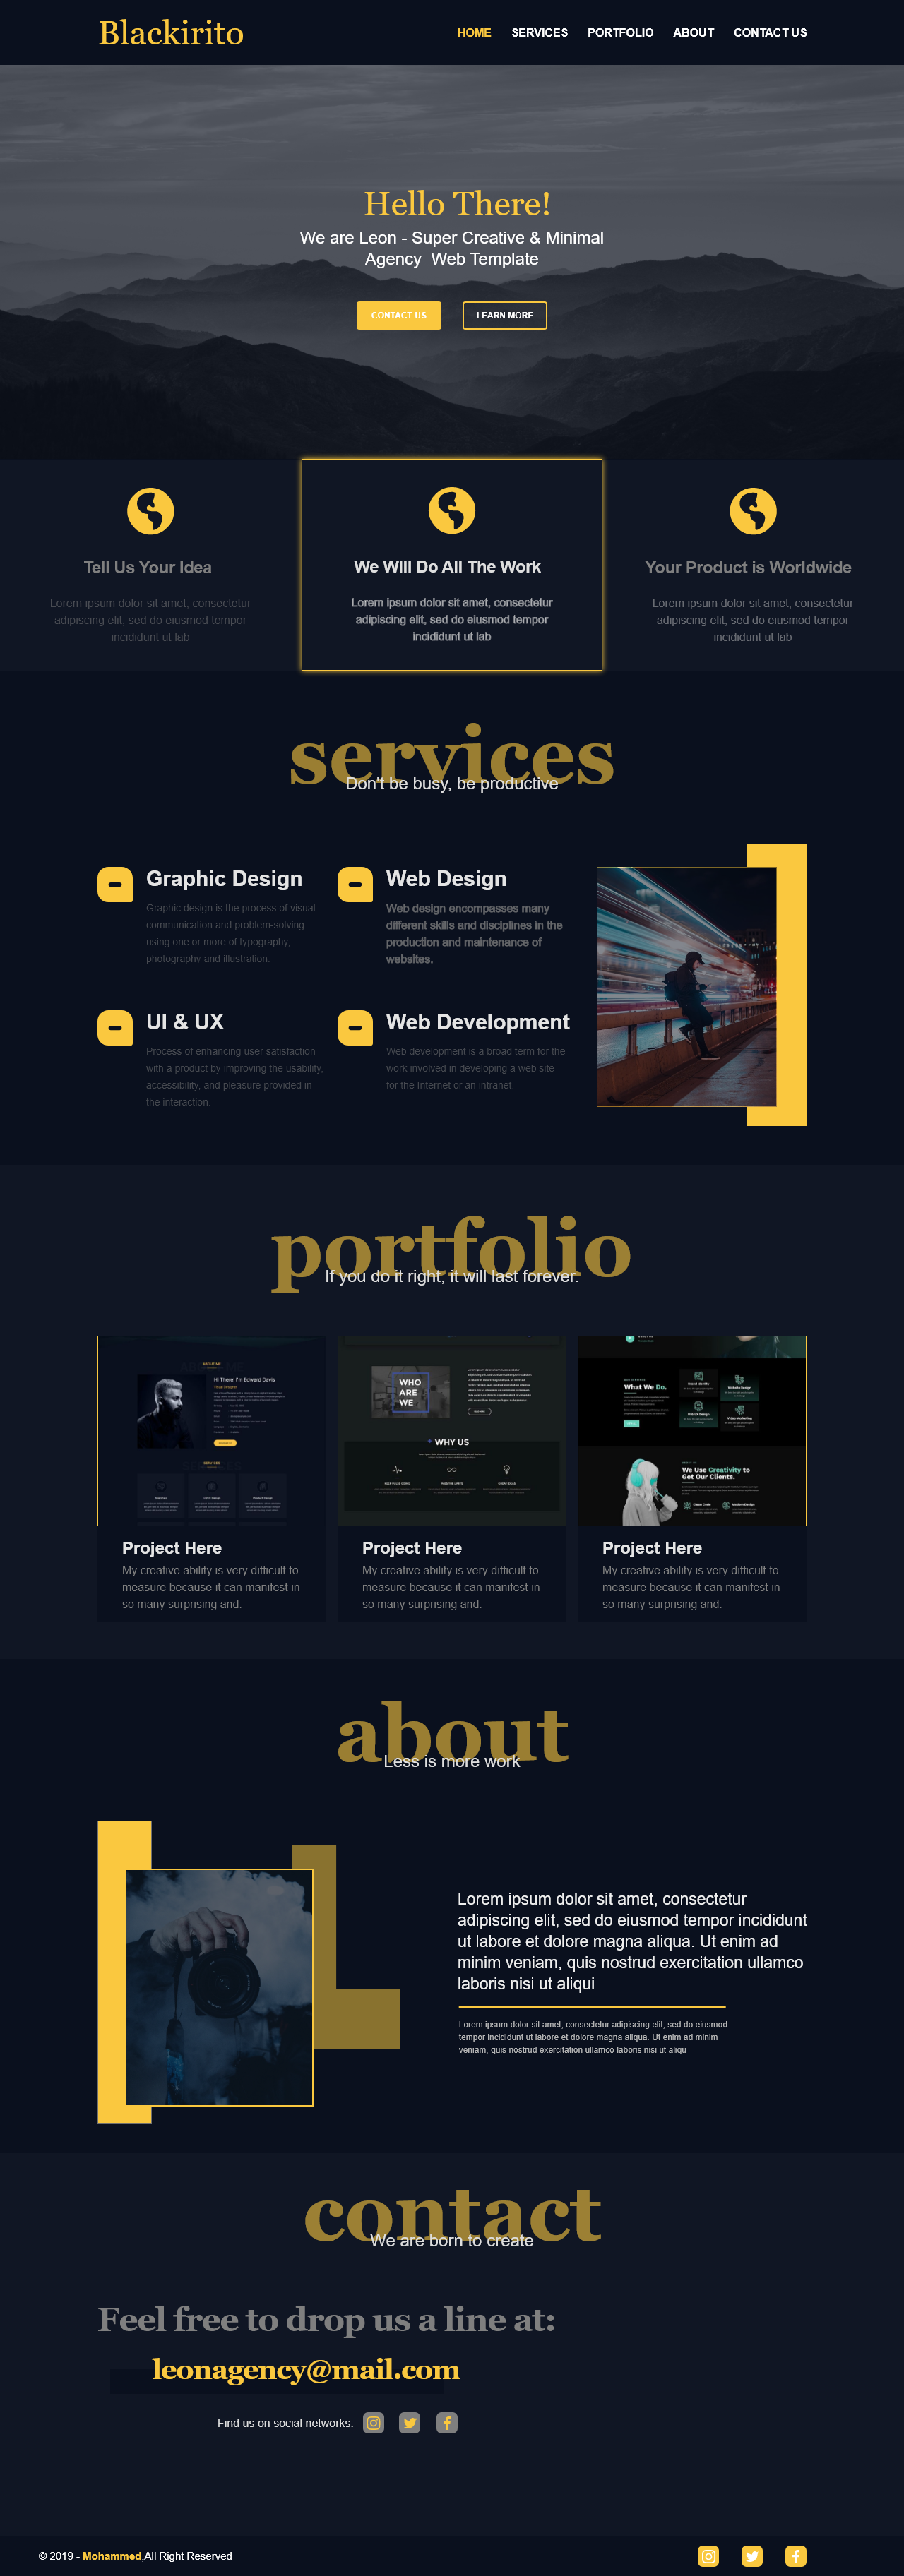 Blackirito
HOME SERVICES PORTFOLIO ABOUT CONTACT US
Hello There!
We are Leon - Super Creative & Minimal
Agency Web Template
CONTACT US LEARN MORE
Tell Us Your Idea
Lorem ipsum dolor sit amet, consectetur
adipiscing elit, sed do eiusmod tempor
incididunt ut lab
We Will Do All The Work
Lorem ipsum dolor sit amet, consectetur
adipiscing elit, sed do eiusmod tempor
incididunt ut lab
Your Product is Worldwide
Lorem ipsum dolor sit amet, consectetur
adipiscing elit, sed do eiusmod tempor
incididunt ut lab
services
Don't be busy, be productive
Graphic Design
Graphic design is the process of visual
communication and problem-solving
using one or more of typography,
photography and illustration.
Web Design
Web design encompasses many
different skills and disciplines in the
production and maintenance of
websites.
UI & UX
Process of enhancing user satisfaction
with a product by improving the usability,
accessibility, and pleasure provided in
the interaction.
Web Development
Web development is a broad term for the
work involved in developing a web site
for the Internet or an intranet.
portfolio
If you do it right, it will last forever.
ABOUT ME
Hi There! I'm Edward Davis
SERVICES
WHO
ARE
WE
WHY US
What We Do.
We Use Creativity to
Get Our Clients.
Project Here
My creative ability is very difficult to
measure because it can manifest in
so many surprising and.
Project Here
My creative ability is very difficult to
measure because it can manifest in
so many surprising and.
Project Here
My creative ability is very difficult to
measure because it can manifest in
so many surprising and.
about
Less is more work
Lorem ipsum dolor sit amet, consectetur
adipiscing elit, sed do eiusmod tempor incididunt
ut labore et dolore magna aliqua. Ut enim ad
minim veniam, quis nostrud exercitation ullamco
laboris nisi ut aliqui
Lorem ipsum dolor sit amet, consectetur adipiscing elit, sed do eiusmod
tempor incididunt ut labore et dolore magna aliqua. Ut enim ad minim
veniam, quis nostrud exercitation ullamco laboris nisi ut aliqu
contact
We are born to create
Feel free to drop us a line at:
leonagency@mail.com
Find us on social networks:
© 2019 - Mohammed,All Right Reserved